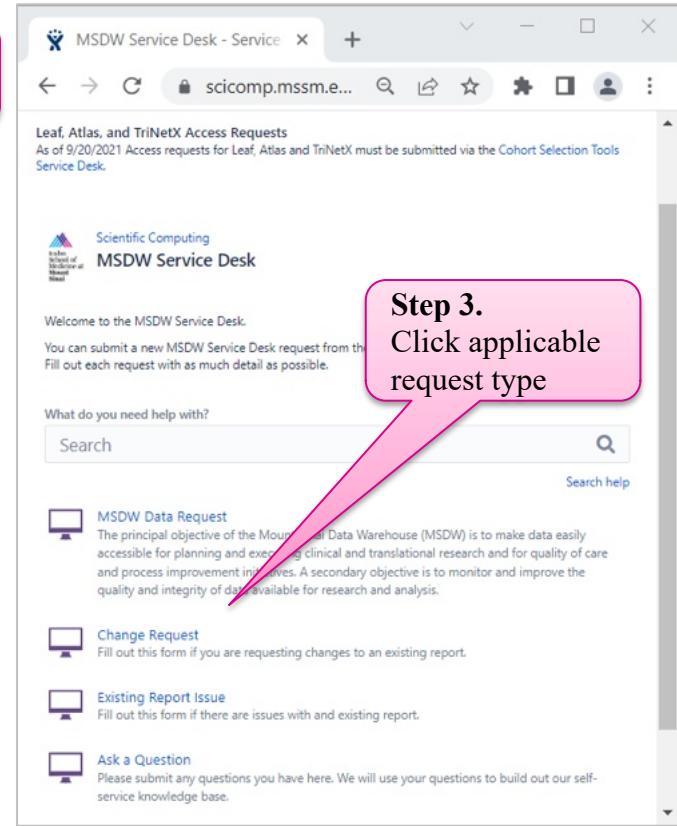 MSDW Service Desk - Service
scicomp.mssm.e...
Leaf, Atlas, and TriNetX Access Requests
As of 9/20/2021 Access requests for Leaf, Atlas and TriNetX must be submitted via the Cohort Selection Tools
Service Desk.
Icahn
School of
Medicine at
Mount
Sinai
Scientific Computing
MSDW Service Desk
Welcome to the MSDW Service Desk.
You can submit a new MSDW Service Desk request from the
Fill out each request with as much detail as possible.
Step 3.
Click applicable
request type
What do you need help with?
Search
Search help
MSDW Data Request
The principal objective of the Mount Data Warehouse (MSDW) is to make data easily
accessible for planning and clinical and translational research and for quality of care
and process improvement A secondary objective is to monitor and improve the
quality and integrity of data available for research and analysis.
Change Request
Fill out this form if you are requesting changes to an existing report.
Existing Report Issue
Fill out this form if there are issues with and existing report.
Ask a Question
Please submit any questions you have here. We will use your questions to build out our self-
service knowledge base.